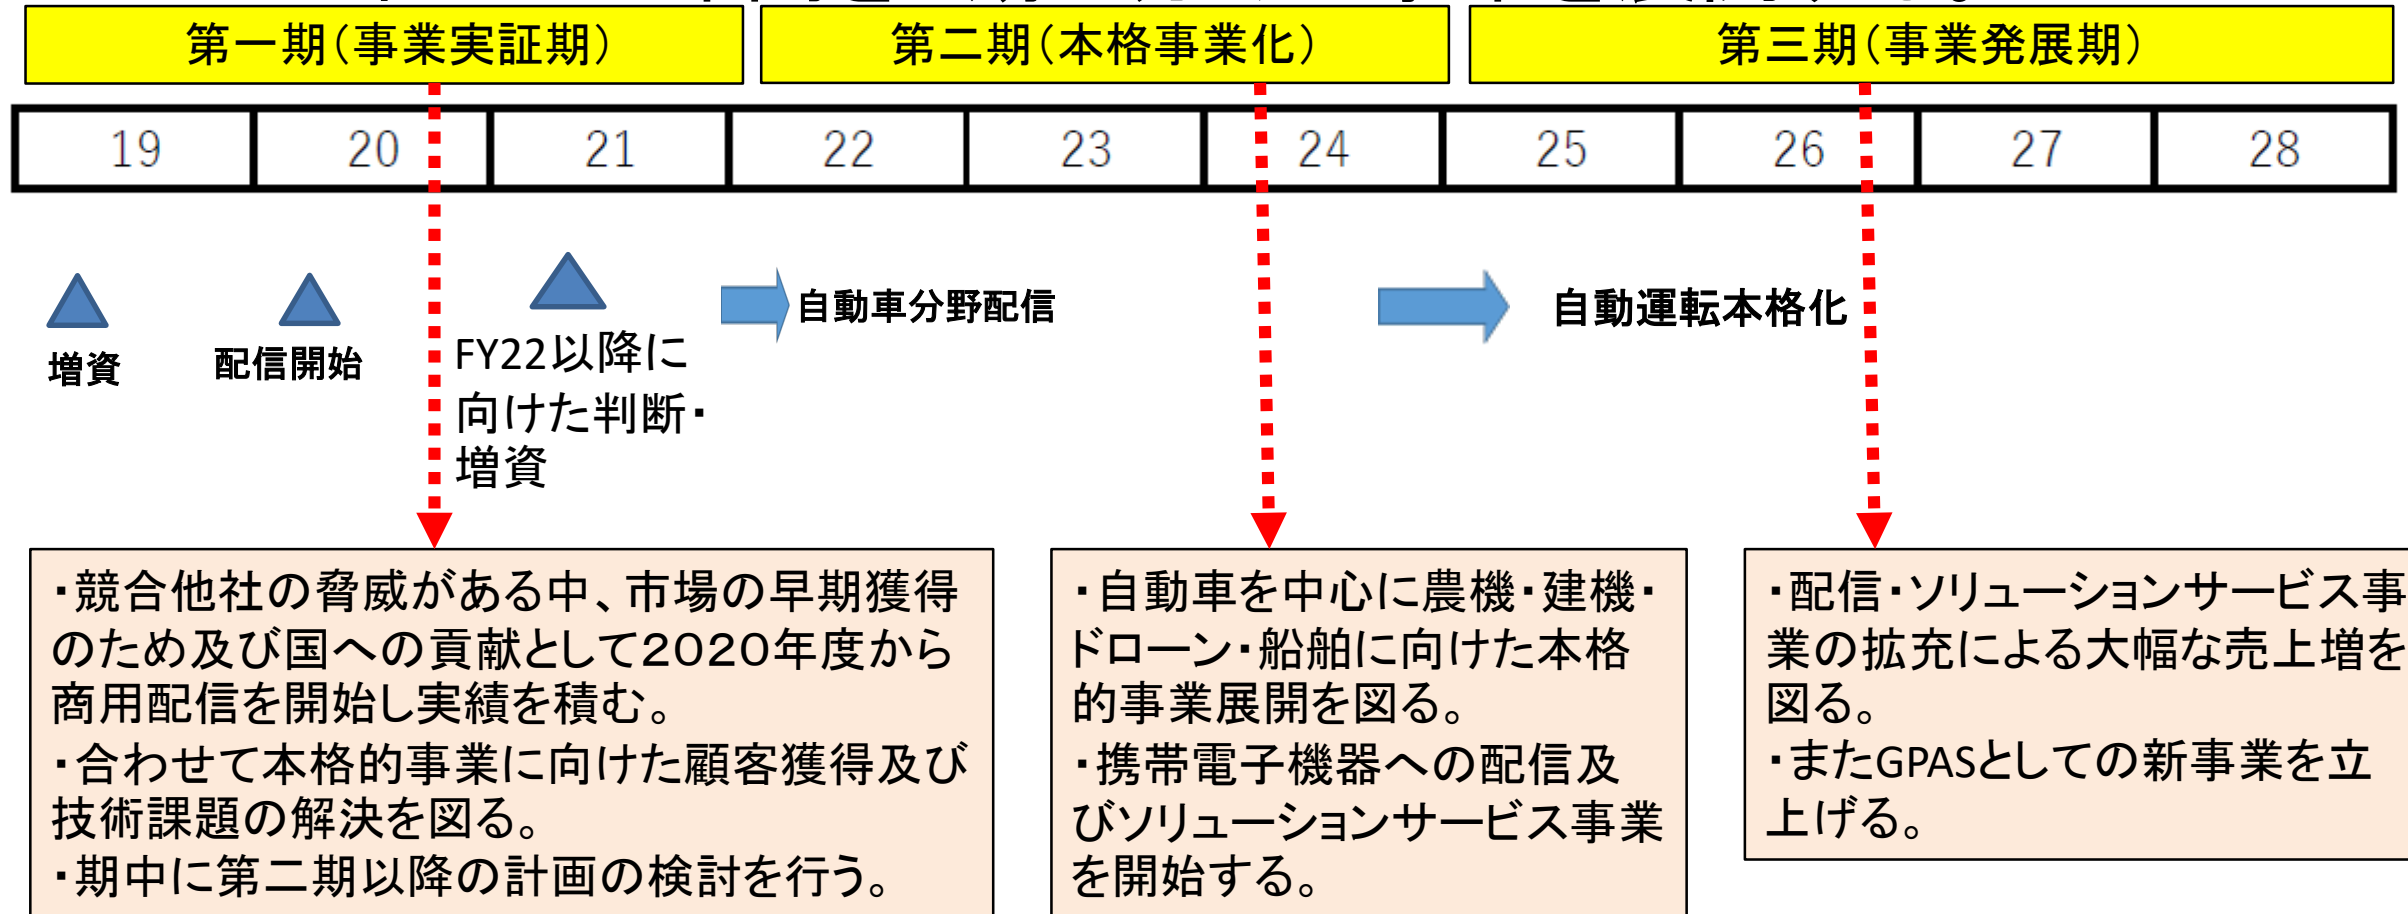 第一期(事業実証期)
第二期(本格事業化)
第三期(事業発展期)
19 20 21 22 23 24 25 26 27 28
増資
配信開始
FY22以降に
向けた判断・
増資
自動車分野配信
自動運転本格化
・競合他社の脅威がある中、市場の早期獲得
のため及び国への貢献として2020年度から
商用配信を開始し実績を積む。
・合わせて本格的事業に向けた顧客獲得及び
技術課題の解決を図る。
・期中に第二期以降の計画の検討を行う。
・自動車を中心に農機・建機・
ドローン・船舶に向けた本格
的事業展開を図る。
・携帯電子機器への配信及
びソリューションサービス事業
を開始する。
・配信・ソリューションサービス事
業の拡充による大幅な売上増を
図る。
・またGPASとしての新事業を立
上げる。